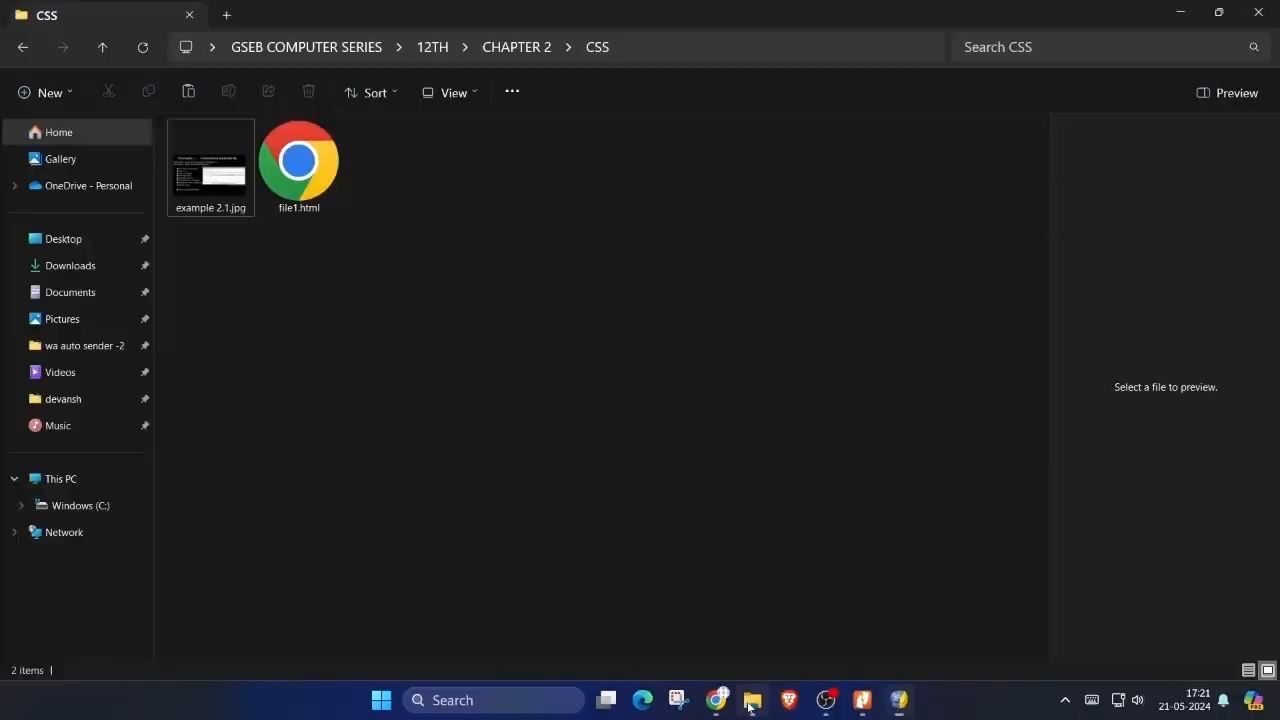 CSS
GSEB COMPUTER SERIES > 12TH > CHAPTER 2 > CSS
Search CSS
New
Sort
View
Preview
Home
Gallery
OneDrive - Personal
Desktop
Downloads
Documents
Pictures
wa auto sender -2
Videos
devansh
Music
This PC
Windows (C:)
Network
example 2.1.jpg
file1.html
Select a file to preview.
2 items
Search
17:21
21-05-2024